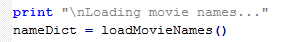 print "\nLoading movie names..."
nameDict = loadMovieNames()